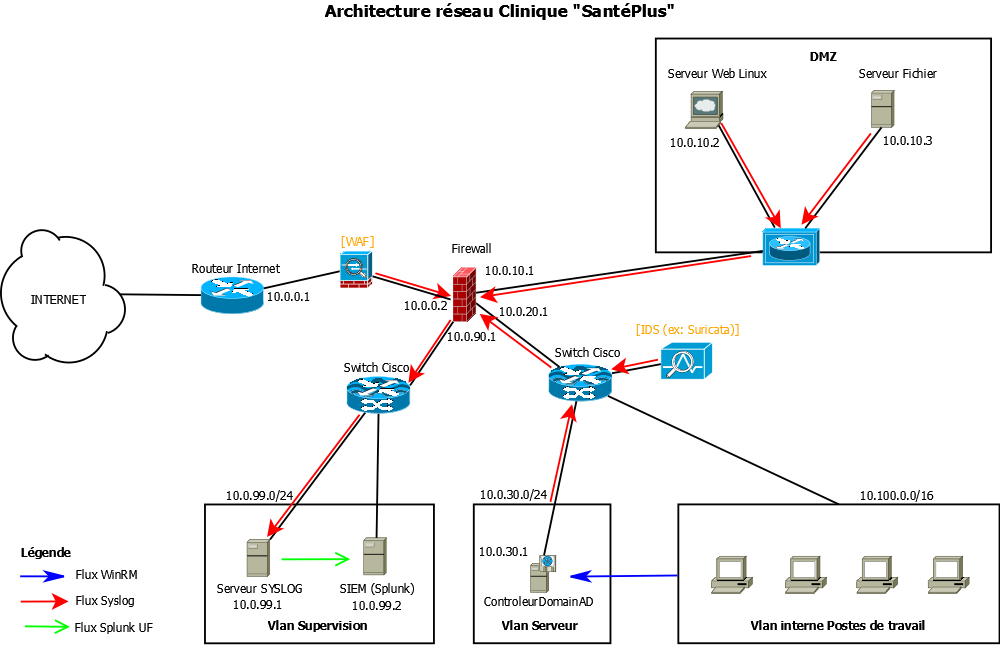 Architecture réseau Clinique "SantéPlus"
DMZ
Serveur Web Linux
Serveur Fichier
10.0.10.2
10.0.10.3
[WAF]
Firewall
Routeur Internet
10.0.10.1
INTERNET
10.0.0.1
10.0.0.2
10.0.20.1
[IDS (ex: Suricata)]
10.0.90.1
Switch Cisco
Switch Cisco
10.0.99.0/24
10.0.30.0/24
10.100.0.0/16
10.0.30.1
Serveur SYSLOG
10.0.99.1
SIEM (Splunk)
10.0.99.2
ControleurDomainAD
Vlan Supervision
Vlan Serveur
Vlan interne Postes de travail
Légende
Flux WinRM
Flux Syslog
Flux Splunk UF